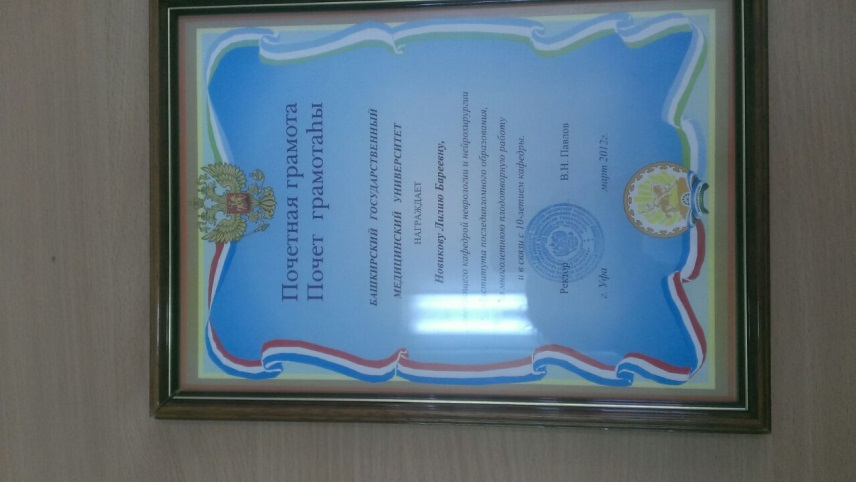 Почетная грамота
Почет грамотаһы
БАШКИРСКИЙ ГОСУДАРСТВЕННЫЙ
МЕДИЦИНСКИЙ УНИВЕРСИТЕТ
НАГРАЖДАЕТ
Новикову Лилию Бареевну,
кафедрой неврологии и нейрохирургии
института последипломного образования,
многолетнюю плодотворную работу
и в связи с 10-летием кафедры.
Ректор В.Н. Павлов
г. Уфа март 2012г.